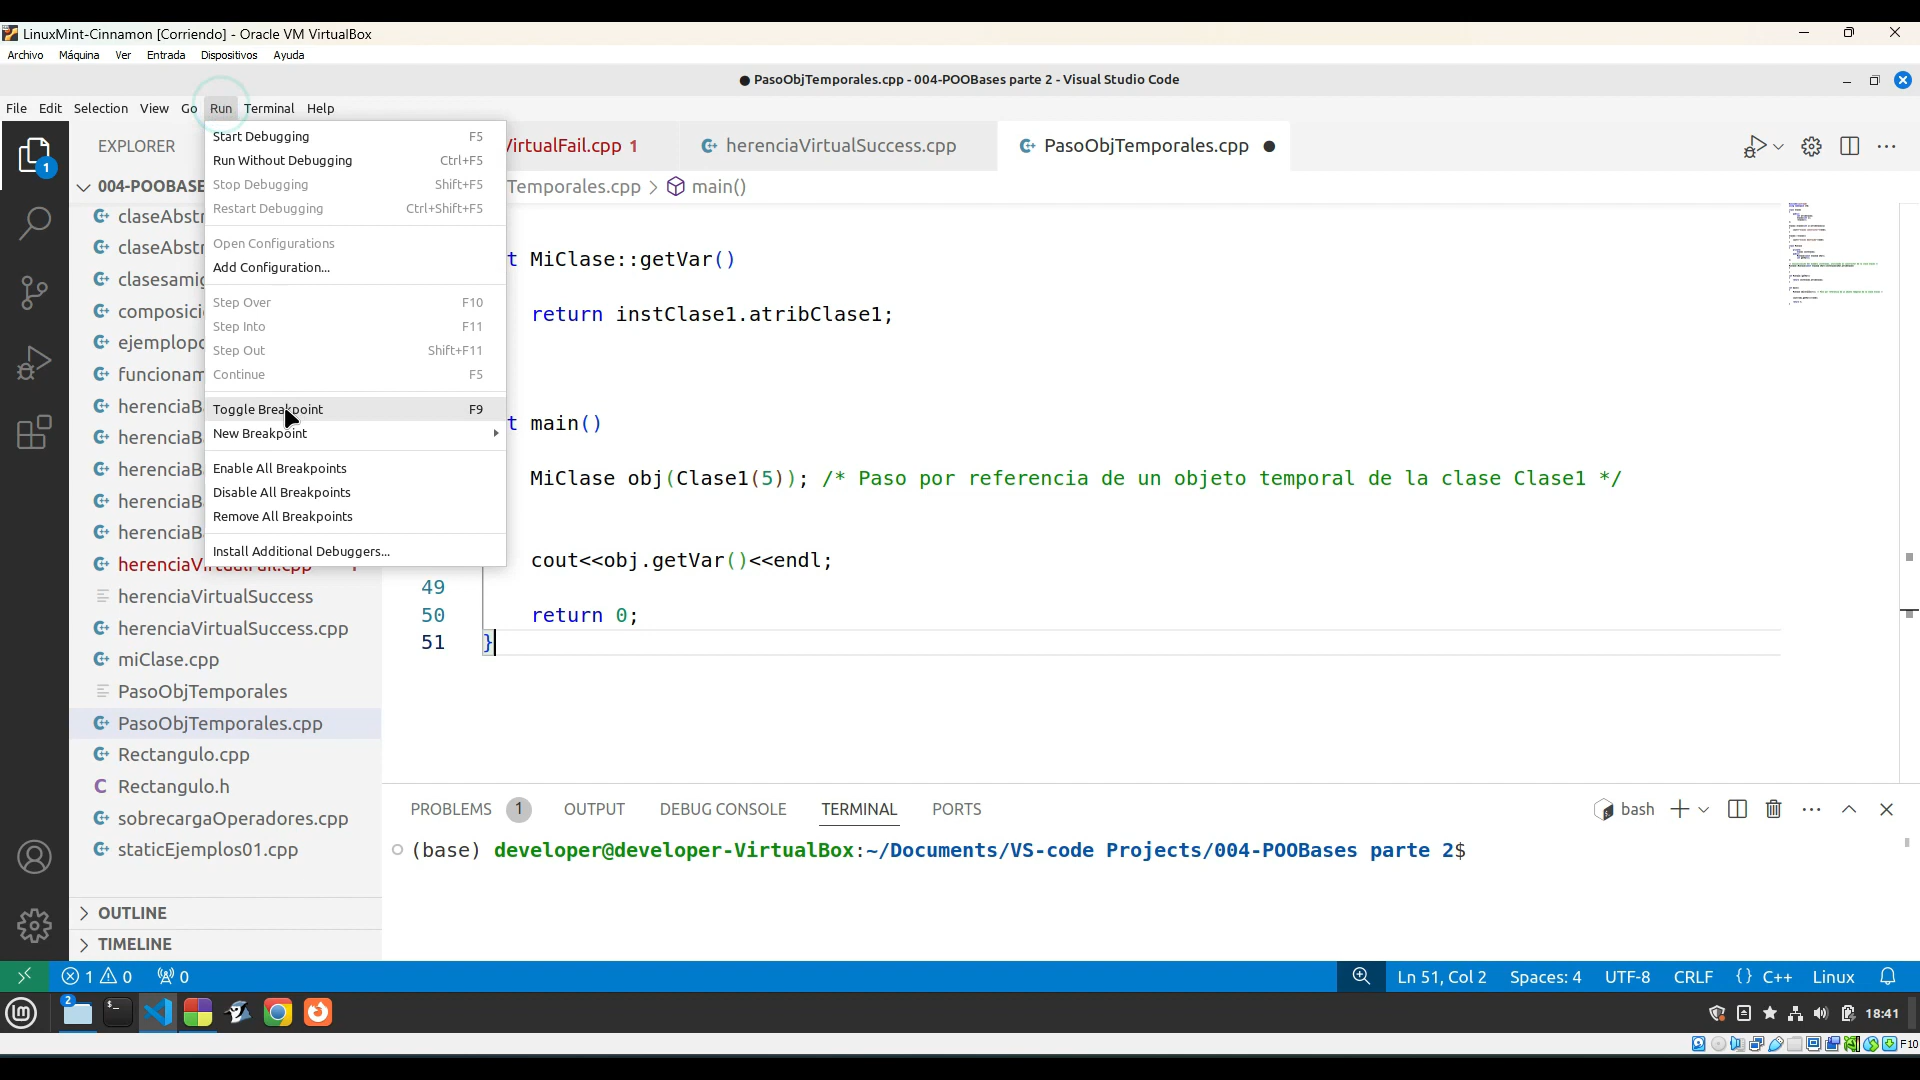 LinuxMint-Cinnamon [Corriendo] - Oracle VM VirtualBox
Archivo Máquina Ver Entrada Dispositivos Ayuda
● PasoObjTemporales.cpp - 004-POOBases parte 2 - Visual Studio Code
File Edit Selection View Go Run Terminal Help
EXPLORER
VirtualFail.cpp 1
herenciaVirtualSuccess.cpp
PasoObjTemporales.cpp ●
Temporales.cpp > main()
1
004-POOBASE
claseAbstr
claseAbstr
clasesamig
composici
ejemplopo
funcionam
herenciaB
herenciaB
herenciaB
herenciaB
herenciaB
herenciaVirtualFail.cpp 1
herenciaVirtualSuccess
herenciaVirtualSuccess.cpp
miClase.cpp
PasoObjTemporales
PasoObjTemporales.cpp
Rectangulo.cpp
C Rectangulo.h
sobrecargaOperadores.cpp
staticEjemplos01.cpp
OUTLINE
TIMELINE
Start Debugging F5
Run Without Debugging Ctrl+F5
Stop Debugging Shift+F5
Restart Debugging Ctrl+Shift+F5
Open Configurations
Add Configuration...
Step Over F10
Step Into F11
Step Out Shift+F11
Continue F5
Toggle Breakpoint F9
New Breakpoint
Enable All Breakpoints
Disable All Breakpoints
Remove All Breakpoints
Install Additional Debuggers...
t MiClase::getVar()
return instClase1.atribClase1;
t main()
MiClase obj(Clase1(5)); /* Paso por referencia de un objeto temporal de la clase Clase1 */
cout<<obj.getVar()<<endl;
49
50 return 0;
51 }
PROBLEMS 1 OUTPUT DEBUG CONSOLE TERMINAL PORTS
bash
(base) developer@developer-VirtualBox:~/Documents/VS-code Projects/004-POOBases parte 2$
1 0 0
Ln 51, Col 2 Spaces: 4 UTF-8 CRLF {} C++ Linux
2
18:41
F10